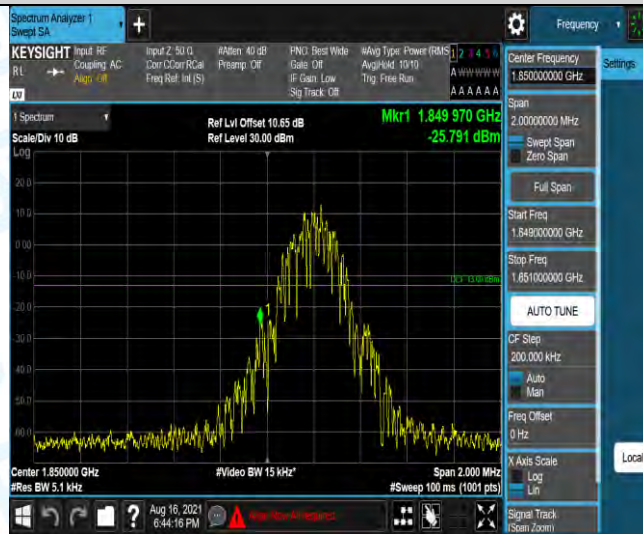 Spectrum Analyzer 1
Swept SA
+
Frequency
KEYSIGHT
RL
Input: RF
Coupling: AC
Align: Off
Input Z: 50 Ω
Corr CCorr RCal
Freq Ref: Int (S)
#Atten: 40 dB
Preamp: Off
PNO: Best Wide
Gate: Off
IF Gain: Low
Sig Track: Off
#Avg Type: Power (RMS
Avg|Hold: 10/10
Trig: Free Run
1 2 3 4 5 6
A W W W W W
A A A A A A
LXI
1 Spectrum
Scale/Div 10 dB
Log
Ref Lvl Offset 10.65 dB
Ref Level 30.00 dBm
Mkr1 1.849 970 GHz
-25.791 dBm
20.0
10.0
0.00
-10.0
-20.0
-30.0
-40.0
-50.0
-60.0
1
DL1 -13.00 dBm
Center 1.850000 GHz
#Res BW 5.1 kHz
#Video BW 15 kHz*
Span 2.000 MHz
#Sweep 100 ms (1001 pts)
Aug 16, 2021
6:44:16 PM
?
Center Frequency
1.850000000 GHz
Span
2.00000000 MHz
Swept Span
Zero Span
Full Span
Start Freq
1.849000000 GHz
Stop Freq
1.851000000 GHz
AUTO TUNE
CF Step
200.000 kHz
Auto
Man
Freq Offset
0 Hz
X Axis Scale
Log
Lin
Signal Track
(Span Zoom)
Settings
Local